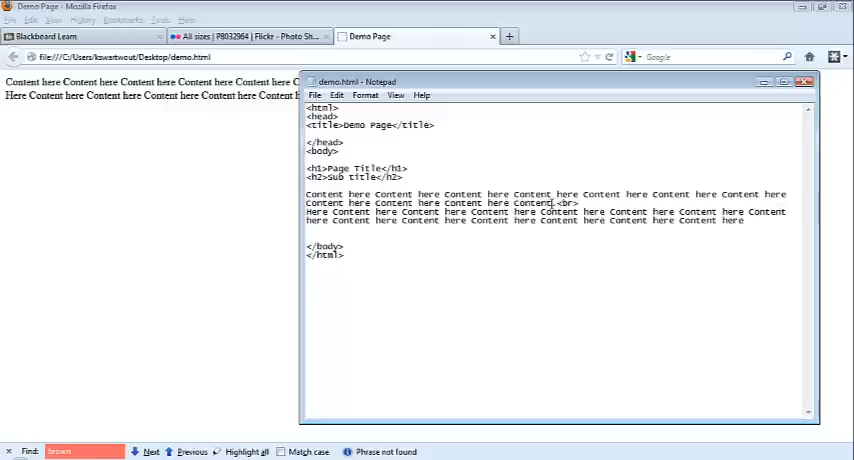 Demo Page - Mozilla Firefox
File Edit View History Bookmarks Tools Help
Blackboard Learn × All sizes | P8032964 | Flickr - Photo Sh... × Demo Page × +
file:///C:/Users/kswartwout/Desktop/demo.html Google
Content here Content here Content here Content here Content here C
Here Content here Content here Content here Content here Content h
demo.html - Notepad
File Edit Format View Help
<html>
<head>
<title>Demo Page</title>
</head>
<body>
<h1>Page Title</h1>
<h2>Sub title</h2>
Content here Content here Content here Content here Content here Content here Content here
Content here Content here Content here Content <br>
Here Content here Content here Content here Content here Content here Content here Content
here Content here Content here Content here Content here Content here Content here
</body>
</html>
× Find: brown Next Previous Highlight all Match case Phrase not found